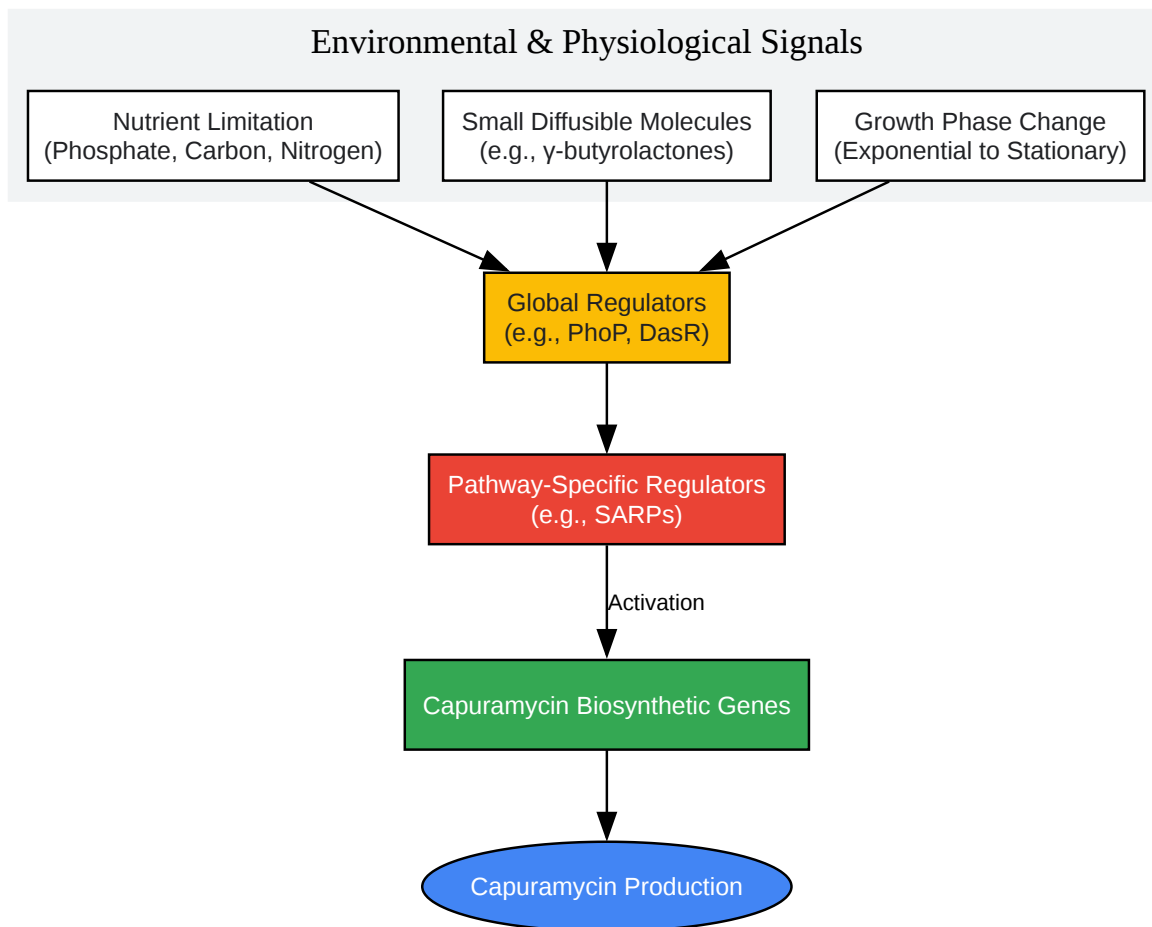 Environmental & Physiological Signals
Nutrient Limitation
(Phosphate, Carbon, Nitrogen)
Small Diffusible Molecules
(e.g., γ-butyrolactones)
Growth Phase Change
(Exponential to Stationary)
Global Regulators
(e.g., PhoP, DasR)
Pathway-Specific Regulators
(e.g., SARPs)
Activation
Capuramycin Biosynthetic Genes
Capuramycin Production